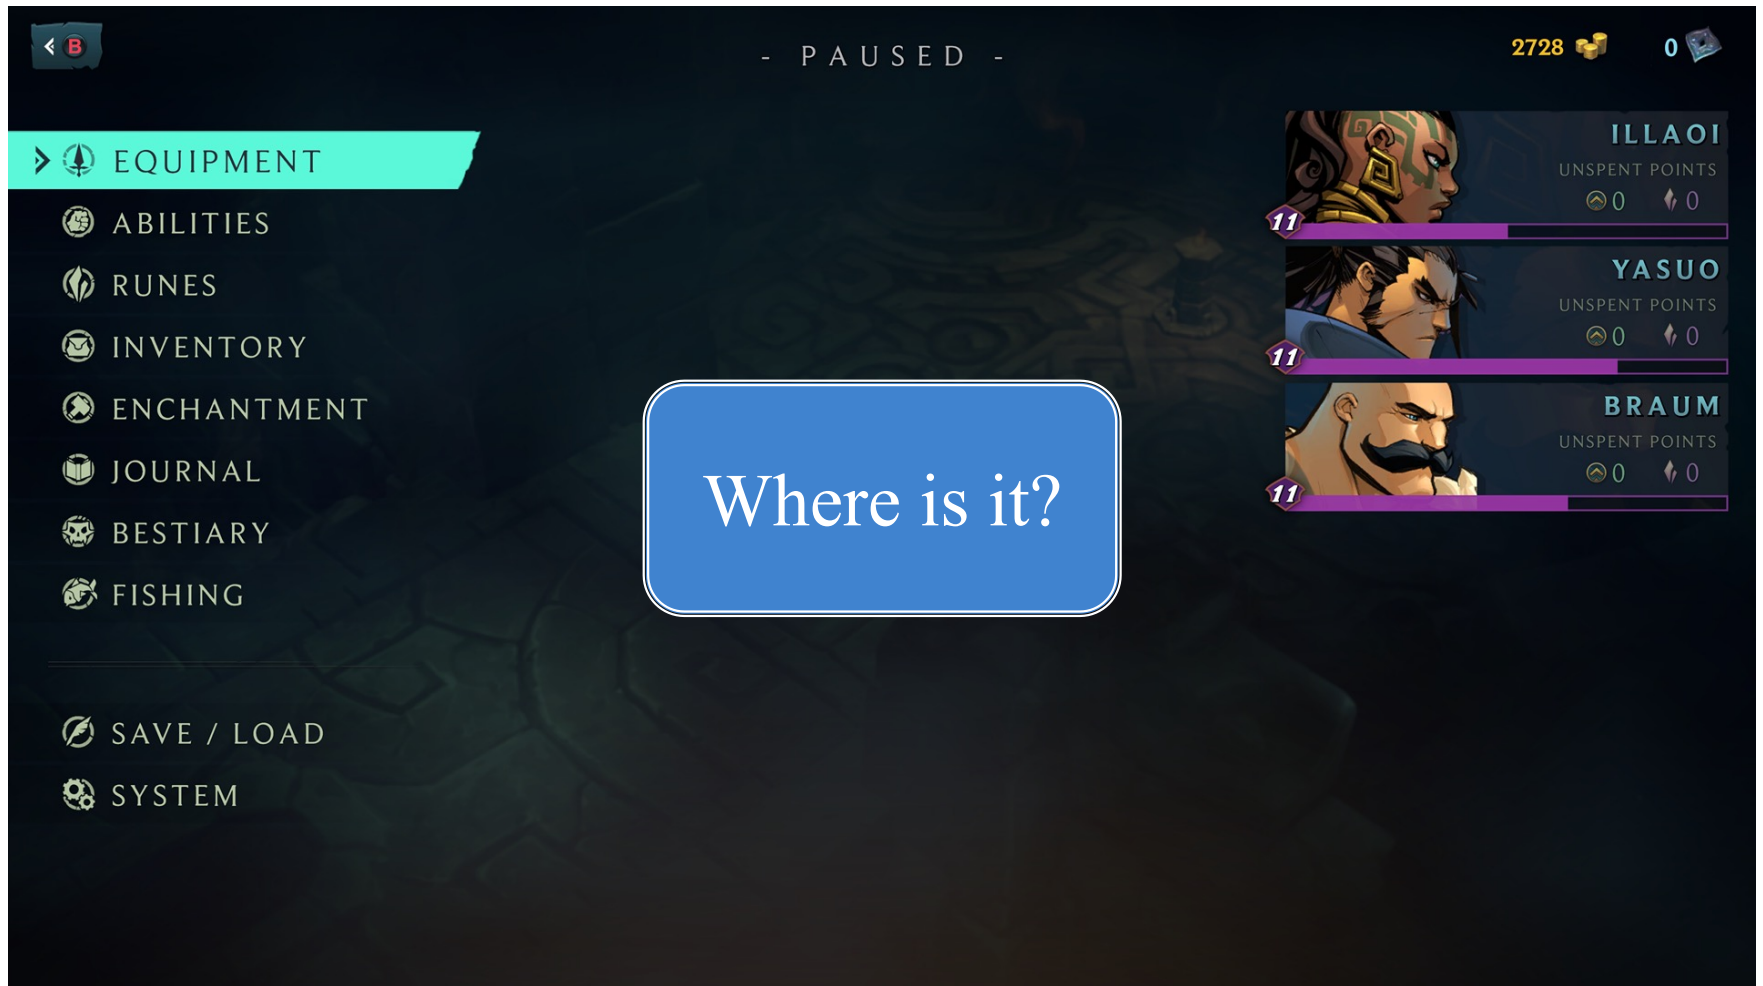 B
- PAUSED -
2728
0
EQUIPMENT
ABILITIES
RUNES
INVENTORY
ENCHANTMENT
JOURNAL
BESTIARY
FISHING
SAVE / LOAD
SYSTEM
Where is it?
ILLAOI
UNSPENT POINTS
0 0
11
YASUO
UNSPENT POINTS
0 0
11
BRAUM
UNSPENT POINTS
0 0
11